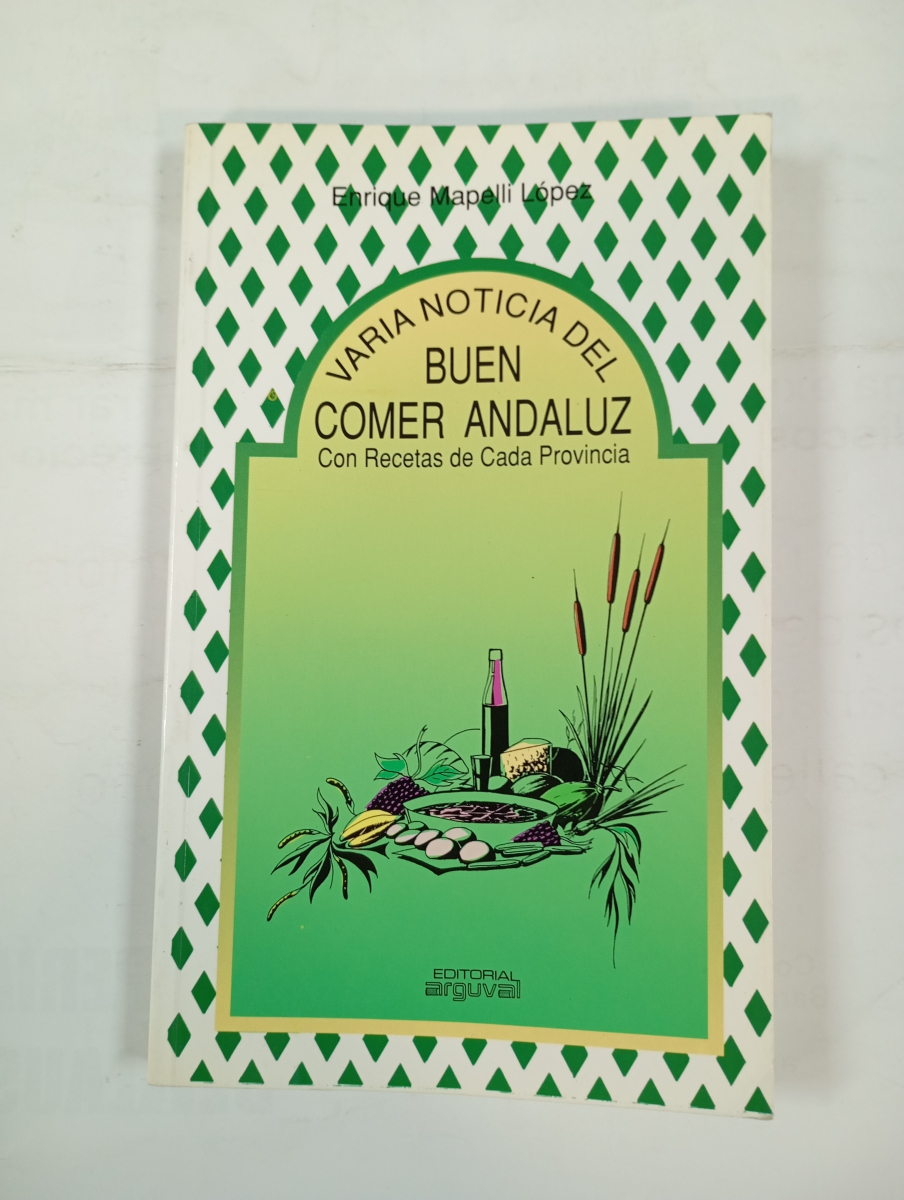 Enrique Mapelli López
VARIA NOTICIA DEL
BUEN
COMER ANDALUZ
Con Recetas de Cada Provincia
EDITORIAL
arguval